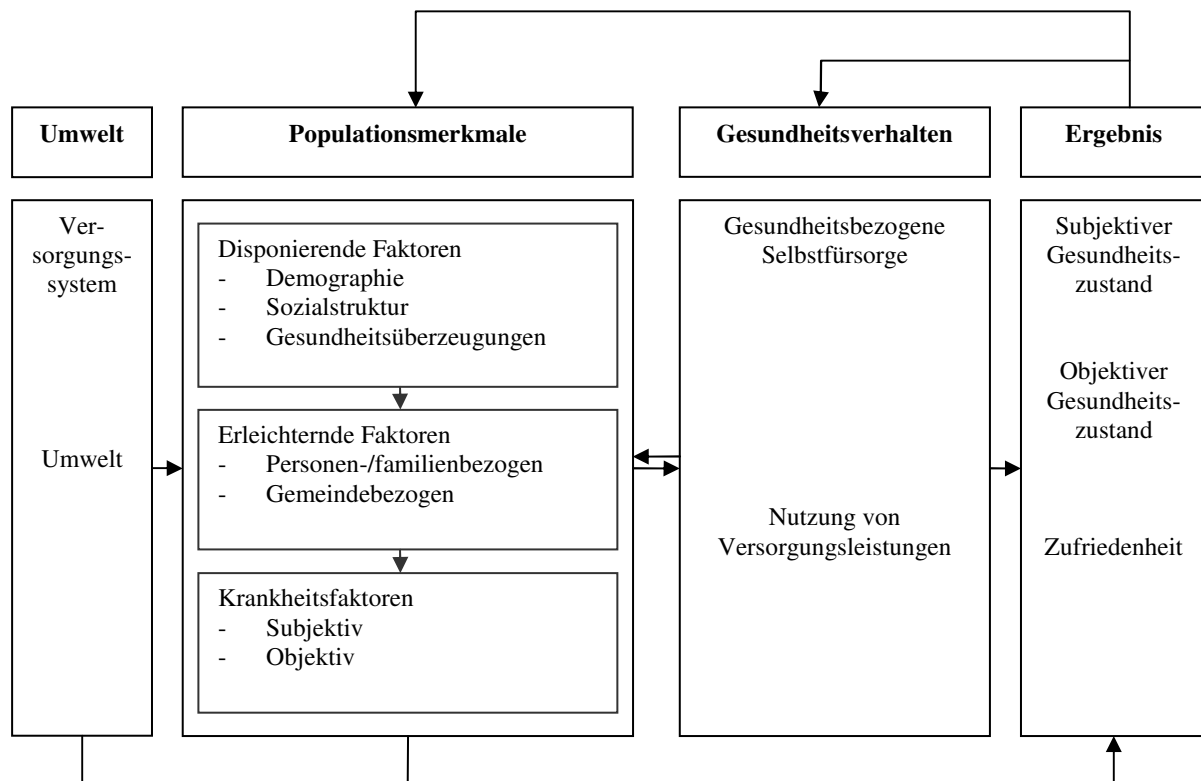 Umwelt
Populationsmerkmale
Gesundheitsverhalten
Ergebnis
Ver-
sorgungs-
system
Umwelt
Disponierende Faktoren
- Demographie
- Sozialstruktur
- Gesundheitsüberzeugungen
Erleichternde Faktoren
- Personen-/familienbezogen
- Gemeindebezogen
Krankheitsfaktoren
- Subjektiv
- Objektiv
Gesundheitsbezogene
Selbstfürsorge
Nutzung von
Versorgungsleistungen
Subjektiver
Gesundheits-
zustand
Objektiver
Gesundheits-
zustand
Zufriedenheit